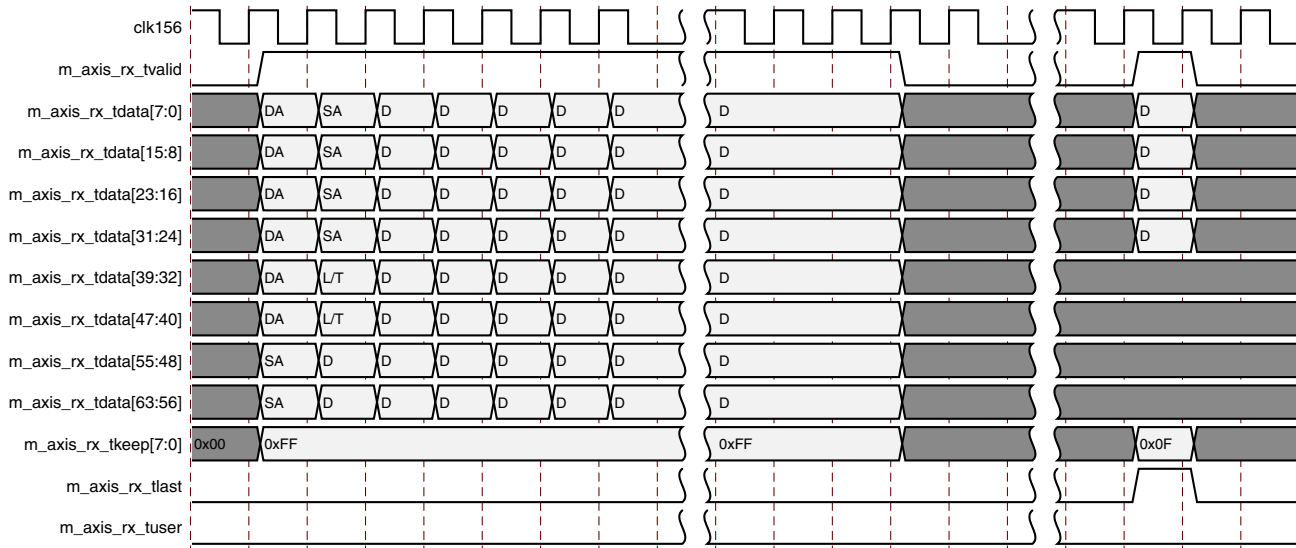 clk156
m_axis_rx_tvalid
m_axis_rx_tdata[7:0] DA SA D D D D D D D
m_axis_rx_tdata[15:8] DA SA D D D D D D D
m_axis_rx_tdata[23:16] DA SA D D D D D D D
m_axis_rx_tdata[31:24] DA SA D D D D D D D
m_axis_rx_tdata[39:32] DA L/T D D D D D D
m_axis_rx_tdata[47:40] DA L/T D D D D D D
m_axis_rx_tdata[55:48] SA D D D D D D D
m_axis_rx_tdata[63:56] SA D D D D D D D
m_axis_rx_tkeep[7:0] 0x00 0xFF 0xFF 0x0F
m_axis_rx_tlast
m_axis_rx_tuser